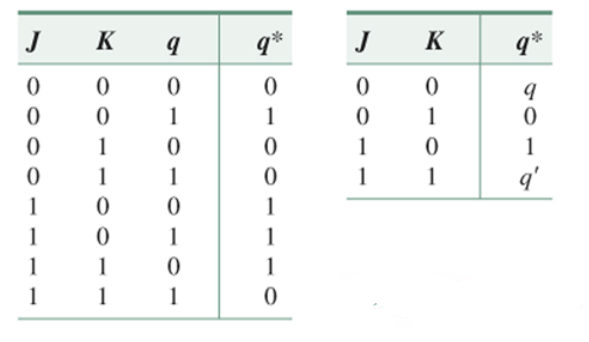 J K q q*
0 0 0 0
0 0 1 1
0 1 0 0
0 1 1 0
1 0 0 1
1 0 1 1
1 1 0 1
1 1 1 0
J K q*
0 0 q
0 1 0
1 0 1
1 1 q′